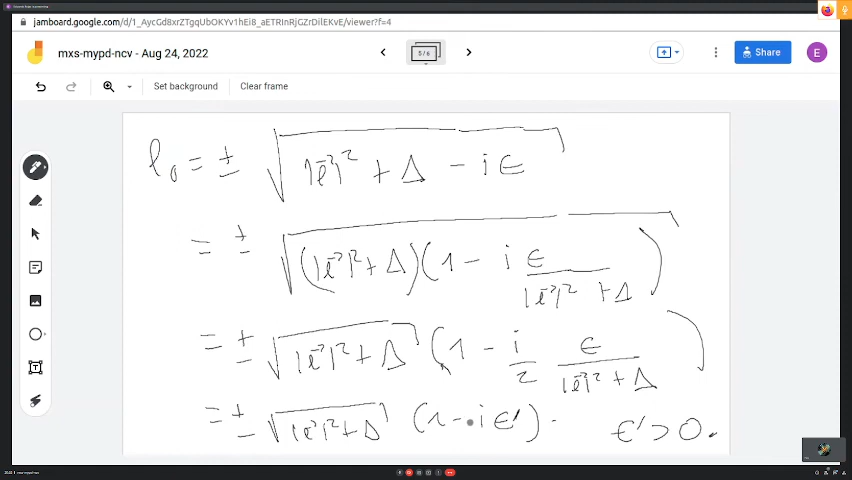 jamboard.google.com/d/1_AycGd8xrZTgqUbOKYv1hEi8_aETRInRJGZrDilEKvE/viewer?f=4
mxs-mypd-ncv - Aug 24, 2022
5/6
Share
E
Set background
Clear frame
l₀ = ± √(|l⃗|² + Δ - iϵ)
= ± √((|l⃗|² + Δ)(1 - i ϵ/(|l⃗|² + Δ)))
= ± √(|l⃗|² + Δ) (1 - i/2 ϵ/(|l⃗|² + Δ))
= ± √(|l⃗|² + Δ) (1 - iϵ′). ϵ′ > 0.